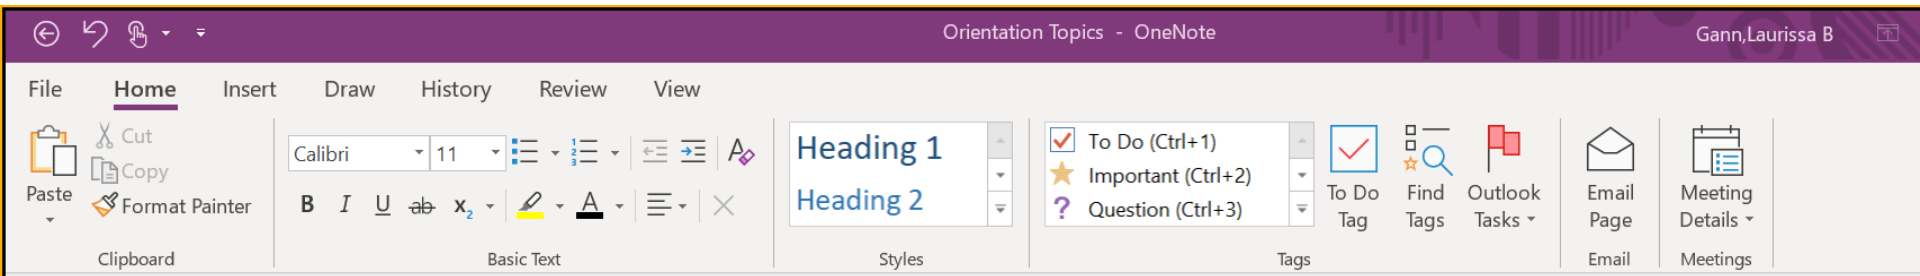 Orientation Topics - OneNote
Gann,Laurissa B
File Home Insert Draw History Review View
Paste
Cut
Copy
Format Painter
Clipboard
Calibri 11
B I U ab x2 A
Basic Text
Heading 1
Heading 2
Styles
To Do (Ctrl+1)
Important (Ctrl+2)
Question (Ctrl+3)
To Do
Tag
Find
Tags
Outlook
Tasks
Tags
Email
Page
Email
Meeting
Details
Meetings